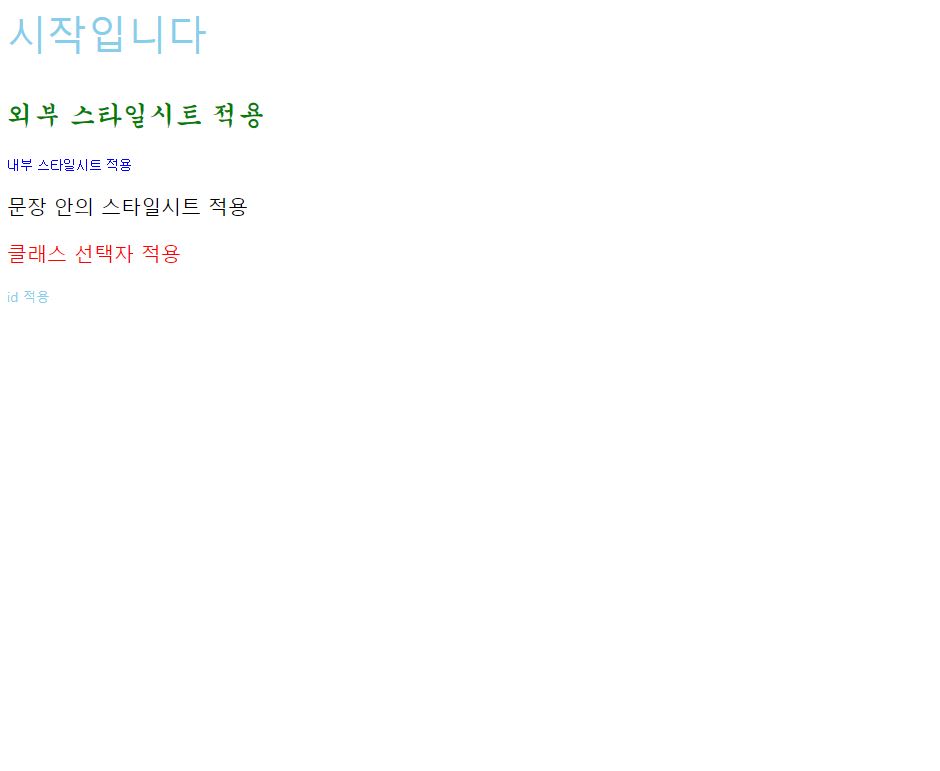 시작입니다
외부 스타일시트 적용
내부 스타일시트 적용
문장 안의 스타일시트 적용
클래스 선택자 적용
id 적용